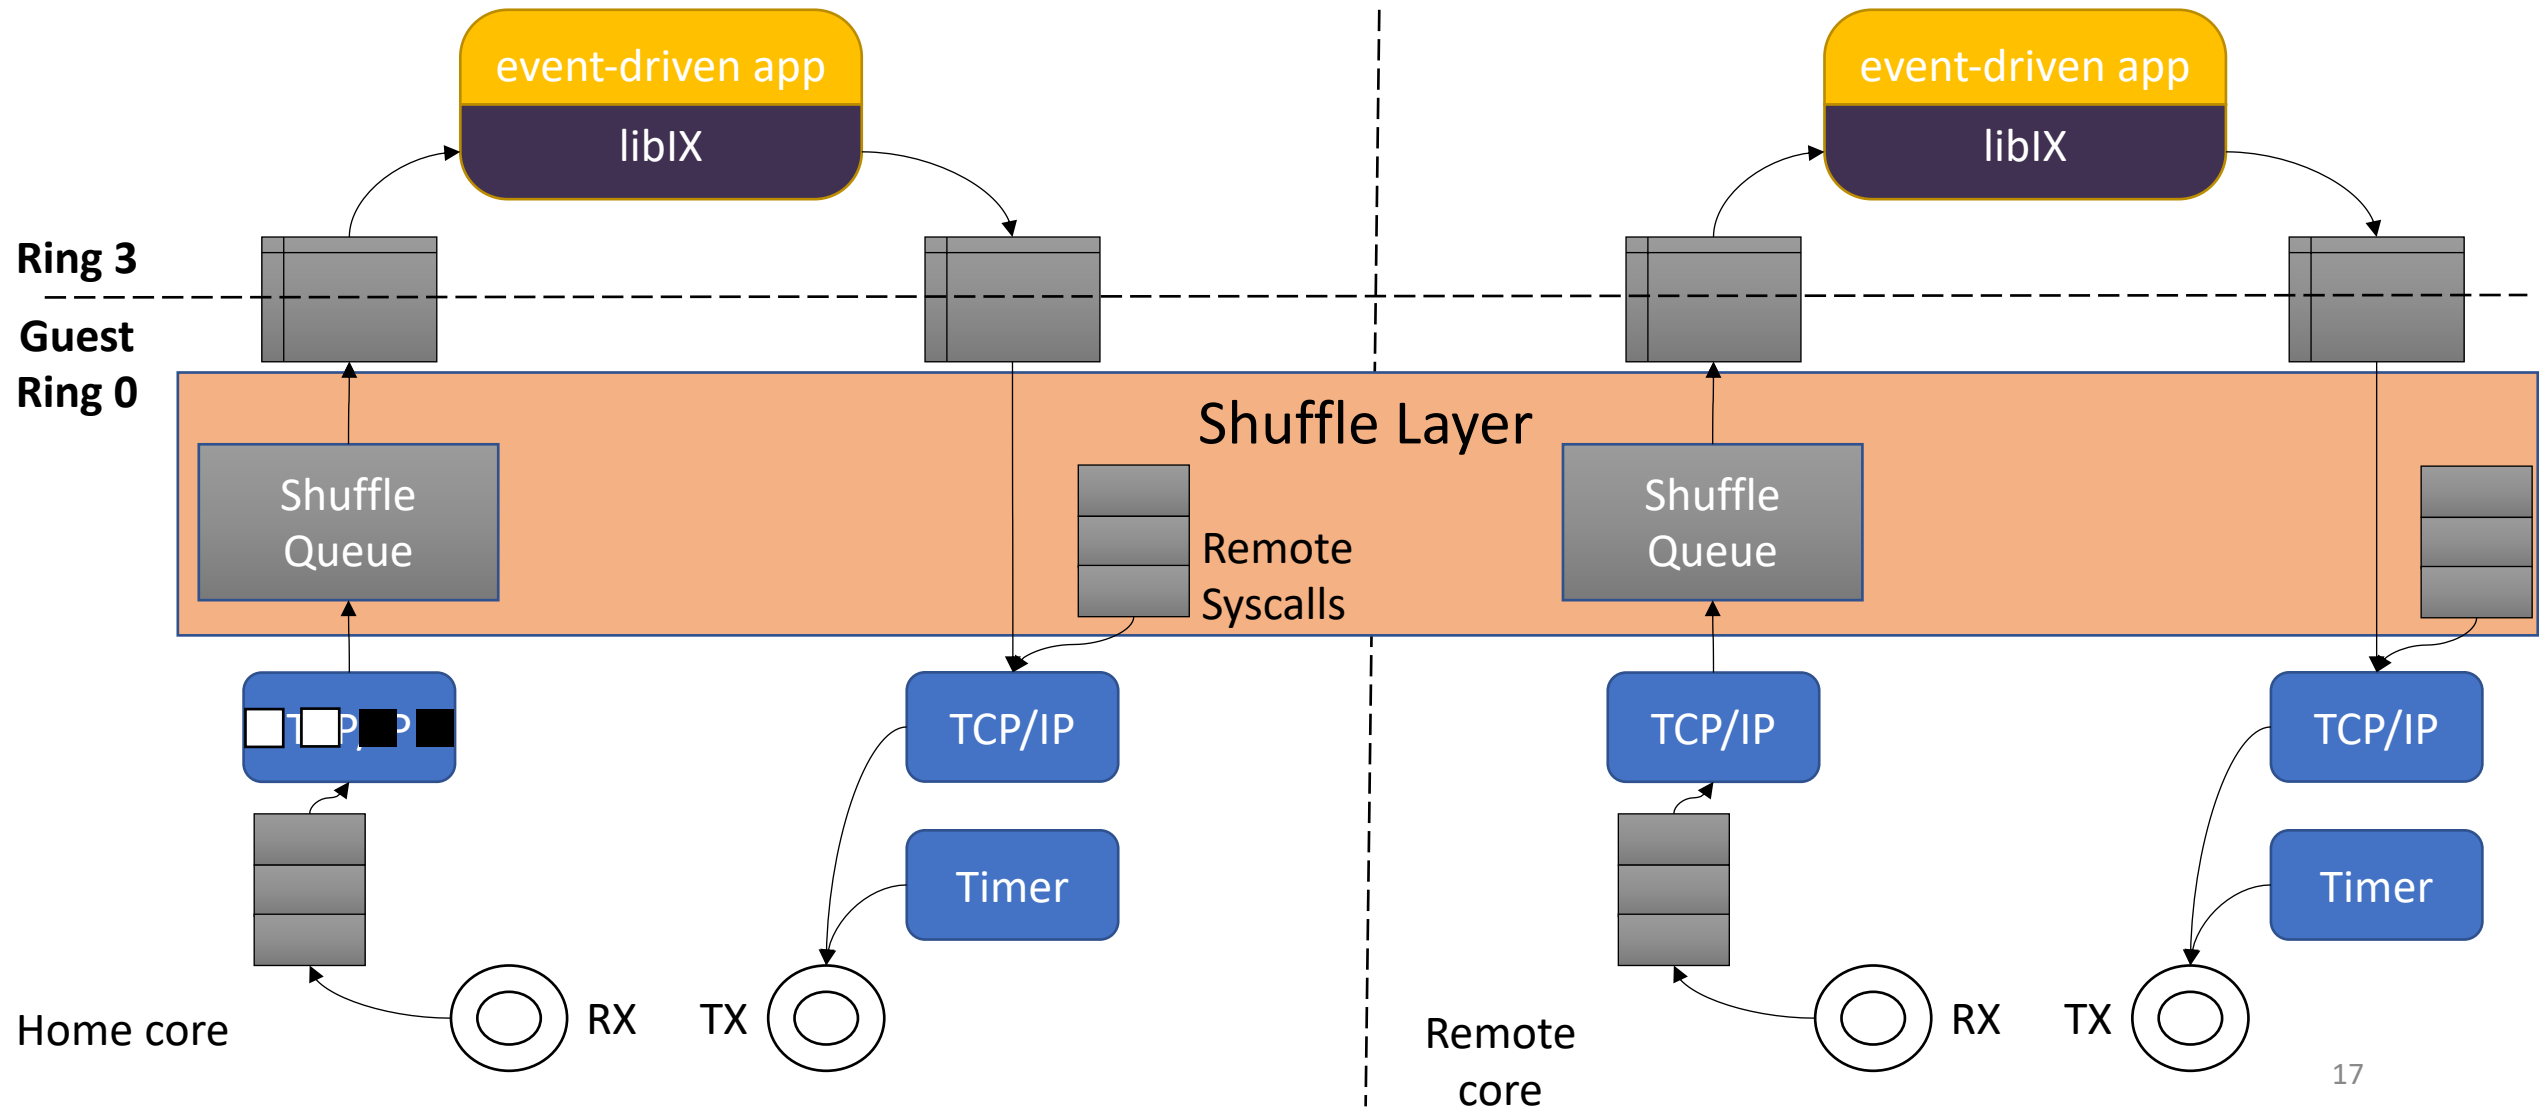 event-driven app
libIX
event-driven app
libIX
Ring 3
Guest
Ring 0
Shuffle Layer
Shuffle
Queue
Remote
Syscalls
Shuffle
Queue
TCP/IP
TCP/IP
TCP/IP
Timer
Timer
RX
TX
RX
TX
Home core
Remote
core
17